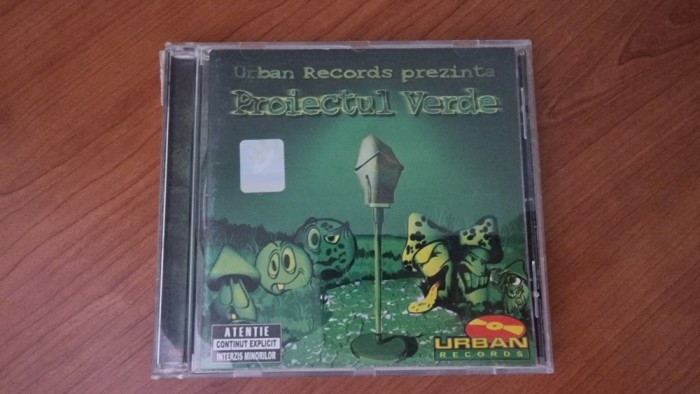 Urban Records prezinta
Proiectul Verde
ATENTIE
CONTINUT EXPLICIT
INTERZIS MINORILOR
URBAN
RECORDS